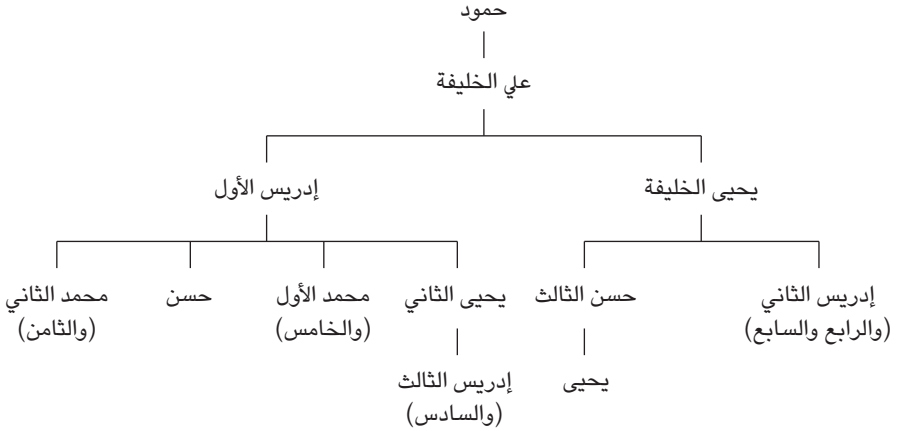 حمود
علي الخليفة
يحيى الخليفة
إدريس الأول
إدريس الثاني
(والرابع والسابع)
حسن الثالث
يحيى الثاني
محمد الأول
(والخامس)
حسن
محمد الثاني
(والثامن)
يحيى
إدريس الثالث
(والسادس)